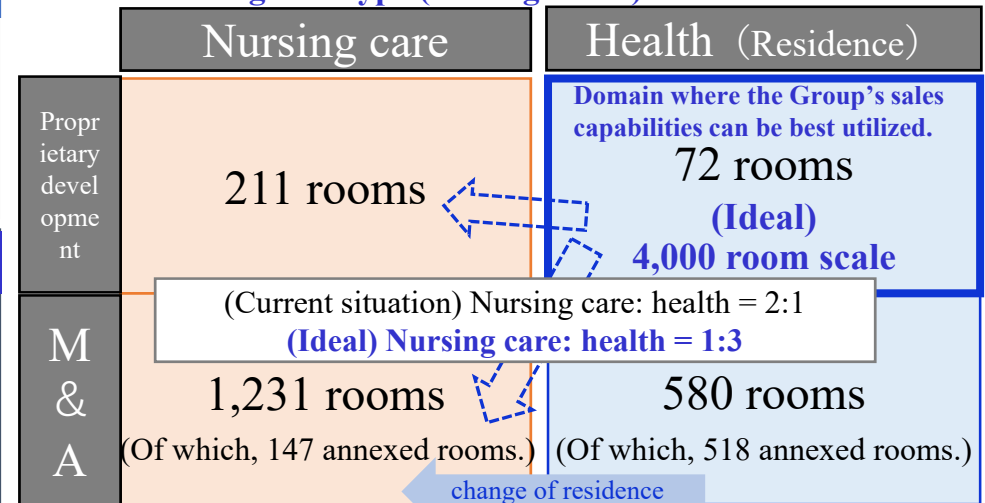 Nursing care
Health（Residence）
Propr
ietary
devel
opme
nt
211 rooms
Domain where the Group's sales
capabilities can be best utilized.
72 rooms
(Ideal)
4,000 room scale
(Current situation) Nursing care: health = 2:1
(Ideal) Nursing care: health = 1:3
M
&
A
1,231 rooms
(Of which, 147 annexed rooms.)
580 rooms
(Of which, 518 annexed rooms.)
change of residence